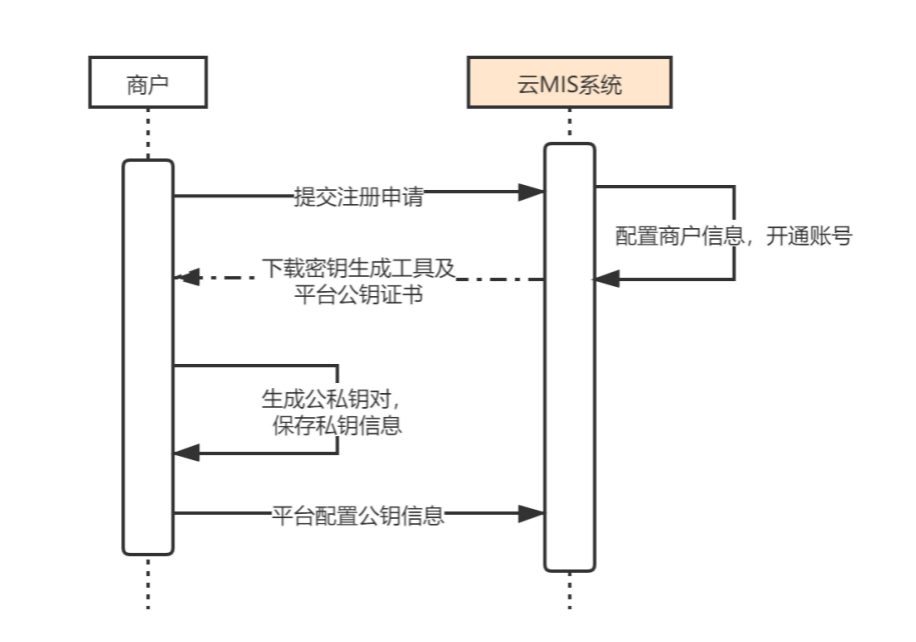 商户
云MIS系统
提交注册申请
配置商户信息，开通账号
下载密钥生成工具及
平台公钥证书
生成公私钥对，
保存私钥信息
平台配置公钥信息